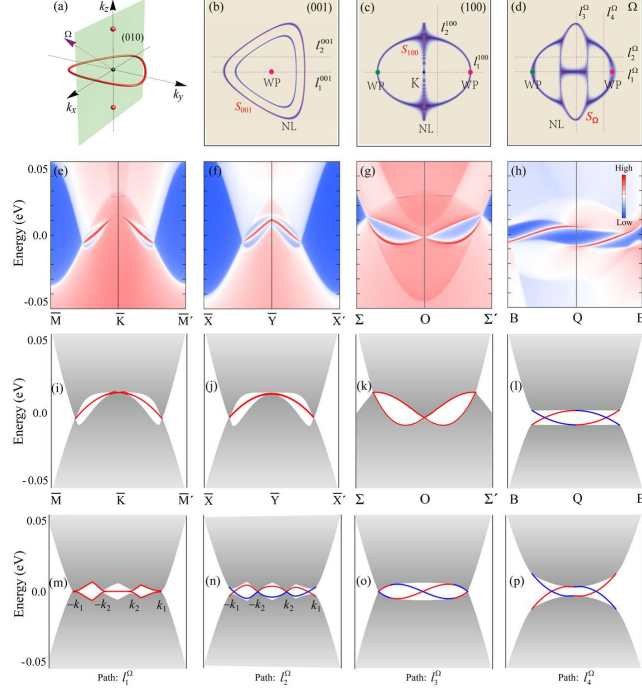 (a) k_z (010) Ω k_x k_y
(b) (001) l_2^001 l_1^001 WP S_001 NL
(c) (100) l_2^100 S_100 l_1^100 WP K WP NL
(d) Ω l_3^Ω l_4^Ω l_2^Ω l_1^Ω WP WP S_Ω NL
Energy (eV) 0.05 0.0 -0.05
(e) (f) (g) (h) High Low
M̅ K̅ M̅′ X̅ Y̅ X̅′ Σ O Σ′ B Q B
Energy (eV) 0.05 0.0 -0.05
(i) (j) (k) (l)
M̅ K̅ M̅′ X̅ Y̅ X̅′ Σ O Σ′ B Q B
Energy (eV) 0.05 0.0 -0.05
(m) -k_1 -k_2 k_2 k_1
(n) -k_1 -k_2 k_2 k_1
(o) (p)
Path: l_1^Ω Path: l_2^Ω Path: l_3^Ω Path: l_4^Ω